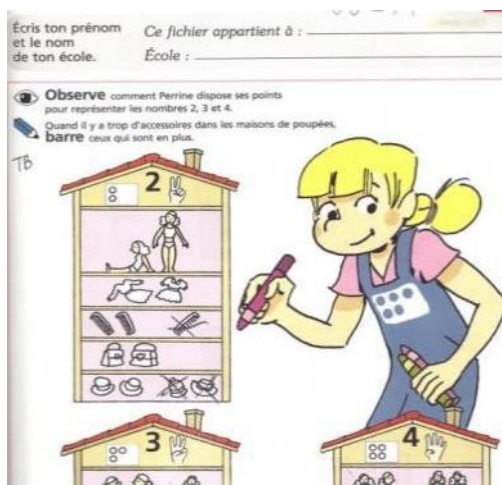 Écris ton prénom
et le nom
de ton école.
Ce fichier appartient à :
École :
Observe comment Perrine dispose ses points
pour représenter les nombres 2, 3 et 4.
Quand il y a trop d'accessoires dans les maisons de poupées,
barre ceux qui sont en plus.
TB
2
3
4